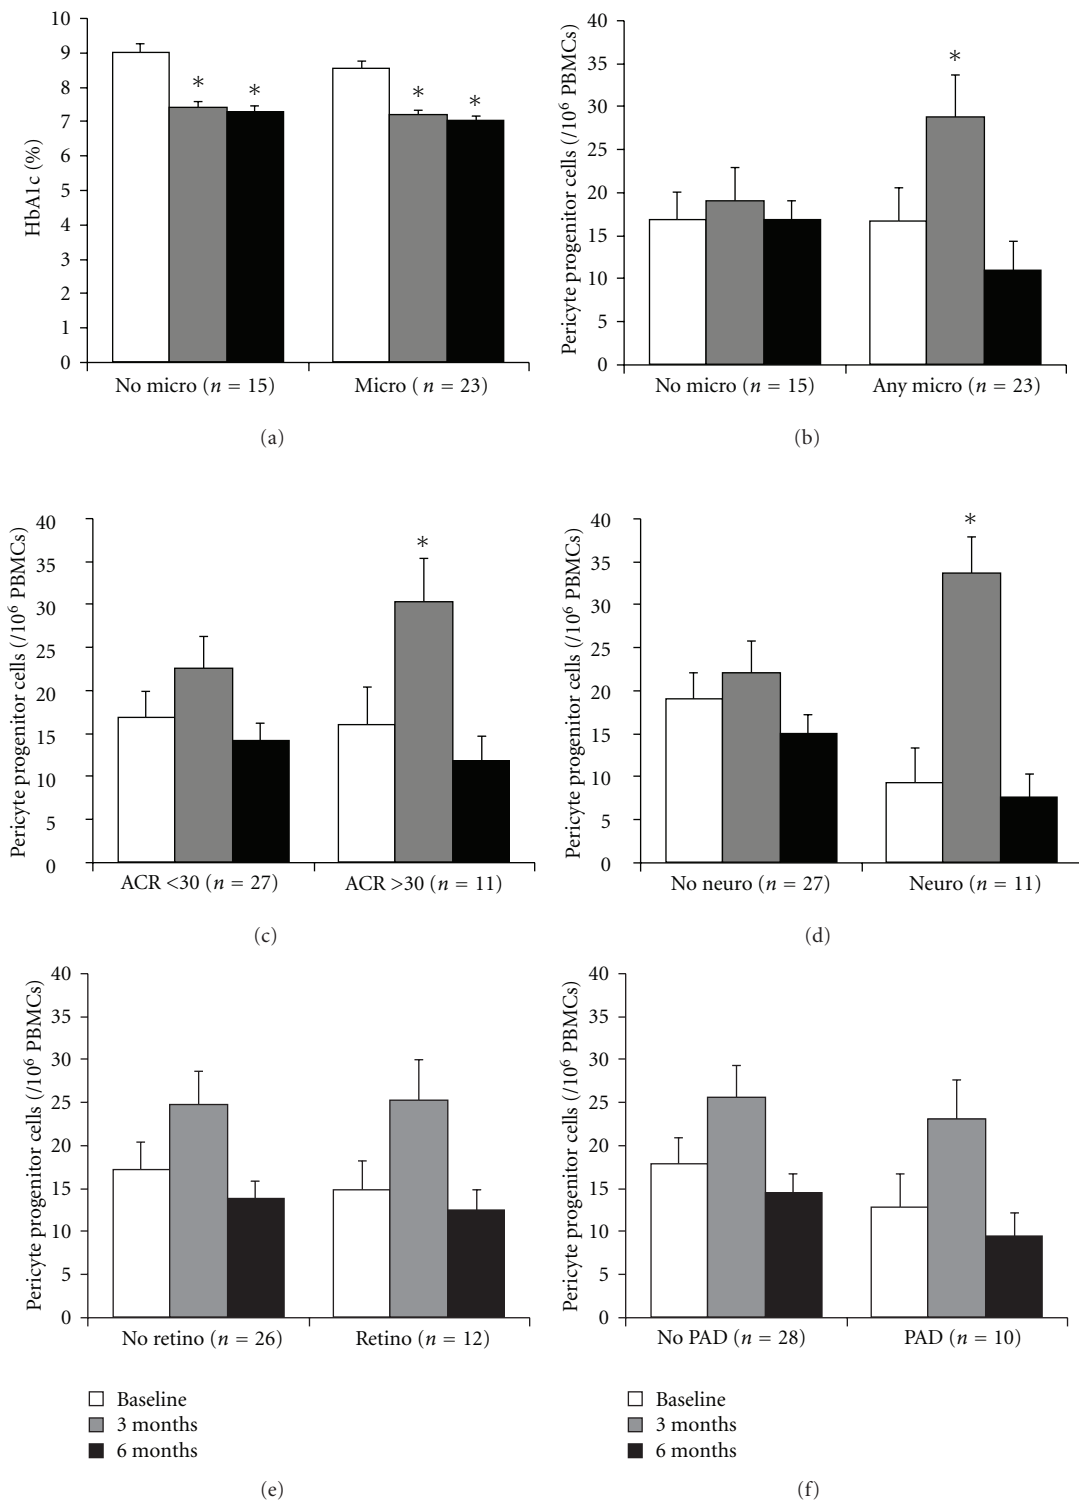 HbA1c (%)
10
9
8
7
6
5
4
3
2
1
0
* * * *
No micro (n = 15) Micro ( n = 23)
(a)
Pericyte progenitor cells (/10⁶ PBMCs)
40
35
30
25
20
15
10
5
0
*
No micro (n = 15) Any micro (n = 23)
(b)
Pericyte progenitor cells (/10⁶ PBMCs)
40
35
30
25
20
15
10
5
0
*
ACR <30 (n = 27) ACR >30 (n = 11)
(c)
Pericyte progenitor cells (/10⁶ PBMCs)
40
35
30
25
20
15
10
5
0
*
No neuro (n = 27) Neuro (n = 11)
(d)
Pericyte progenitor cells (/10⁶ PBMCs)
40
35
30
25
20
15
10
5
0
No retino (n = 26) Retino (n = 12)
Baseline
3 months
6 months
(e)
Pericyte progenitor cells (/10⁶ PBMCs)
40
35
30
25
20
15
10
5
0
No PAD (n = 28) PAD (n = 10)
Baseline
3 months
6 months
(f)